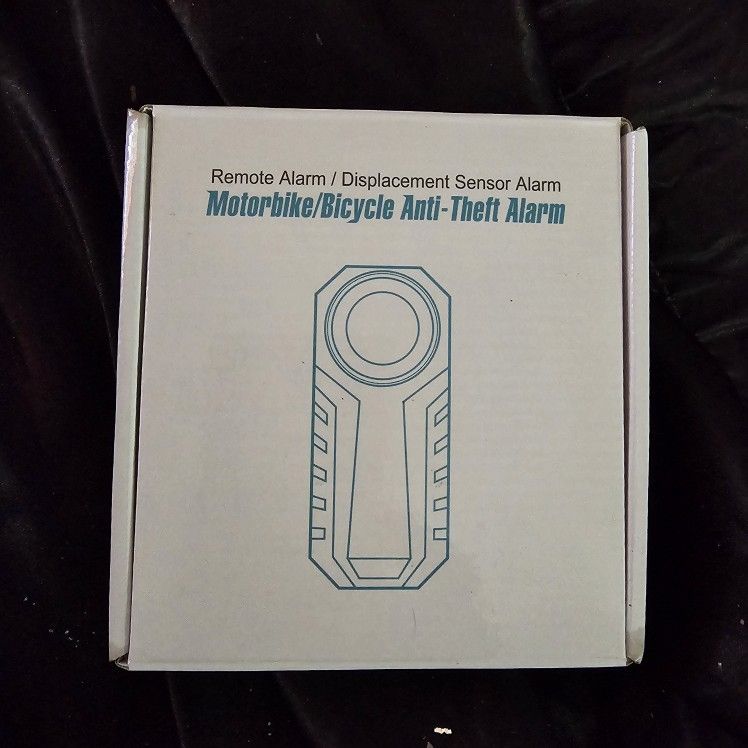 Remote Alarm / Displacement Sensor Alarm
Motorbike/Bicycle Anti-Theft Alarm